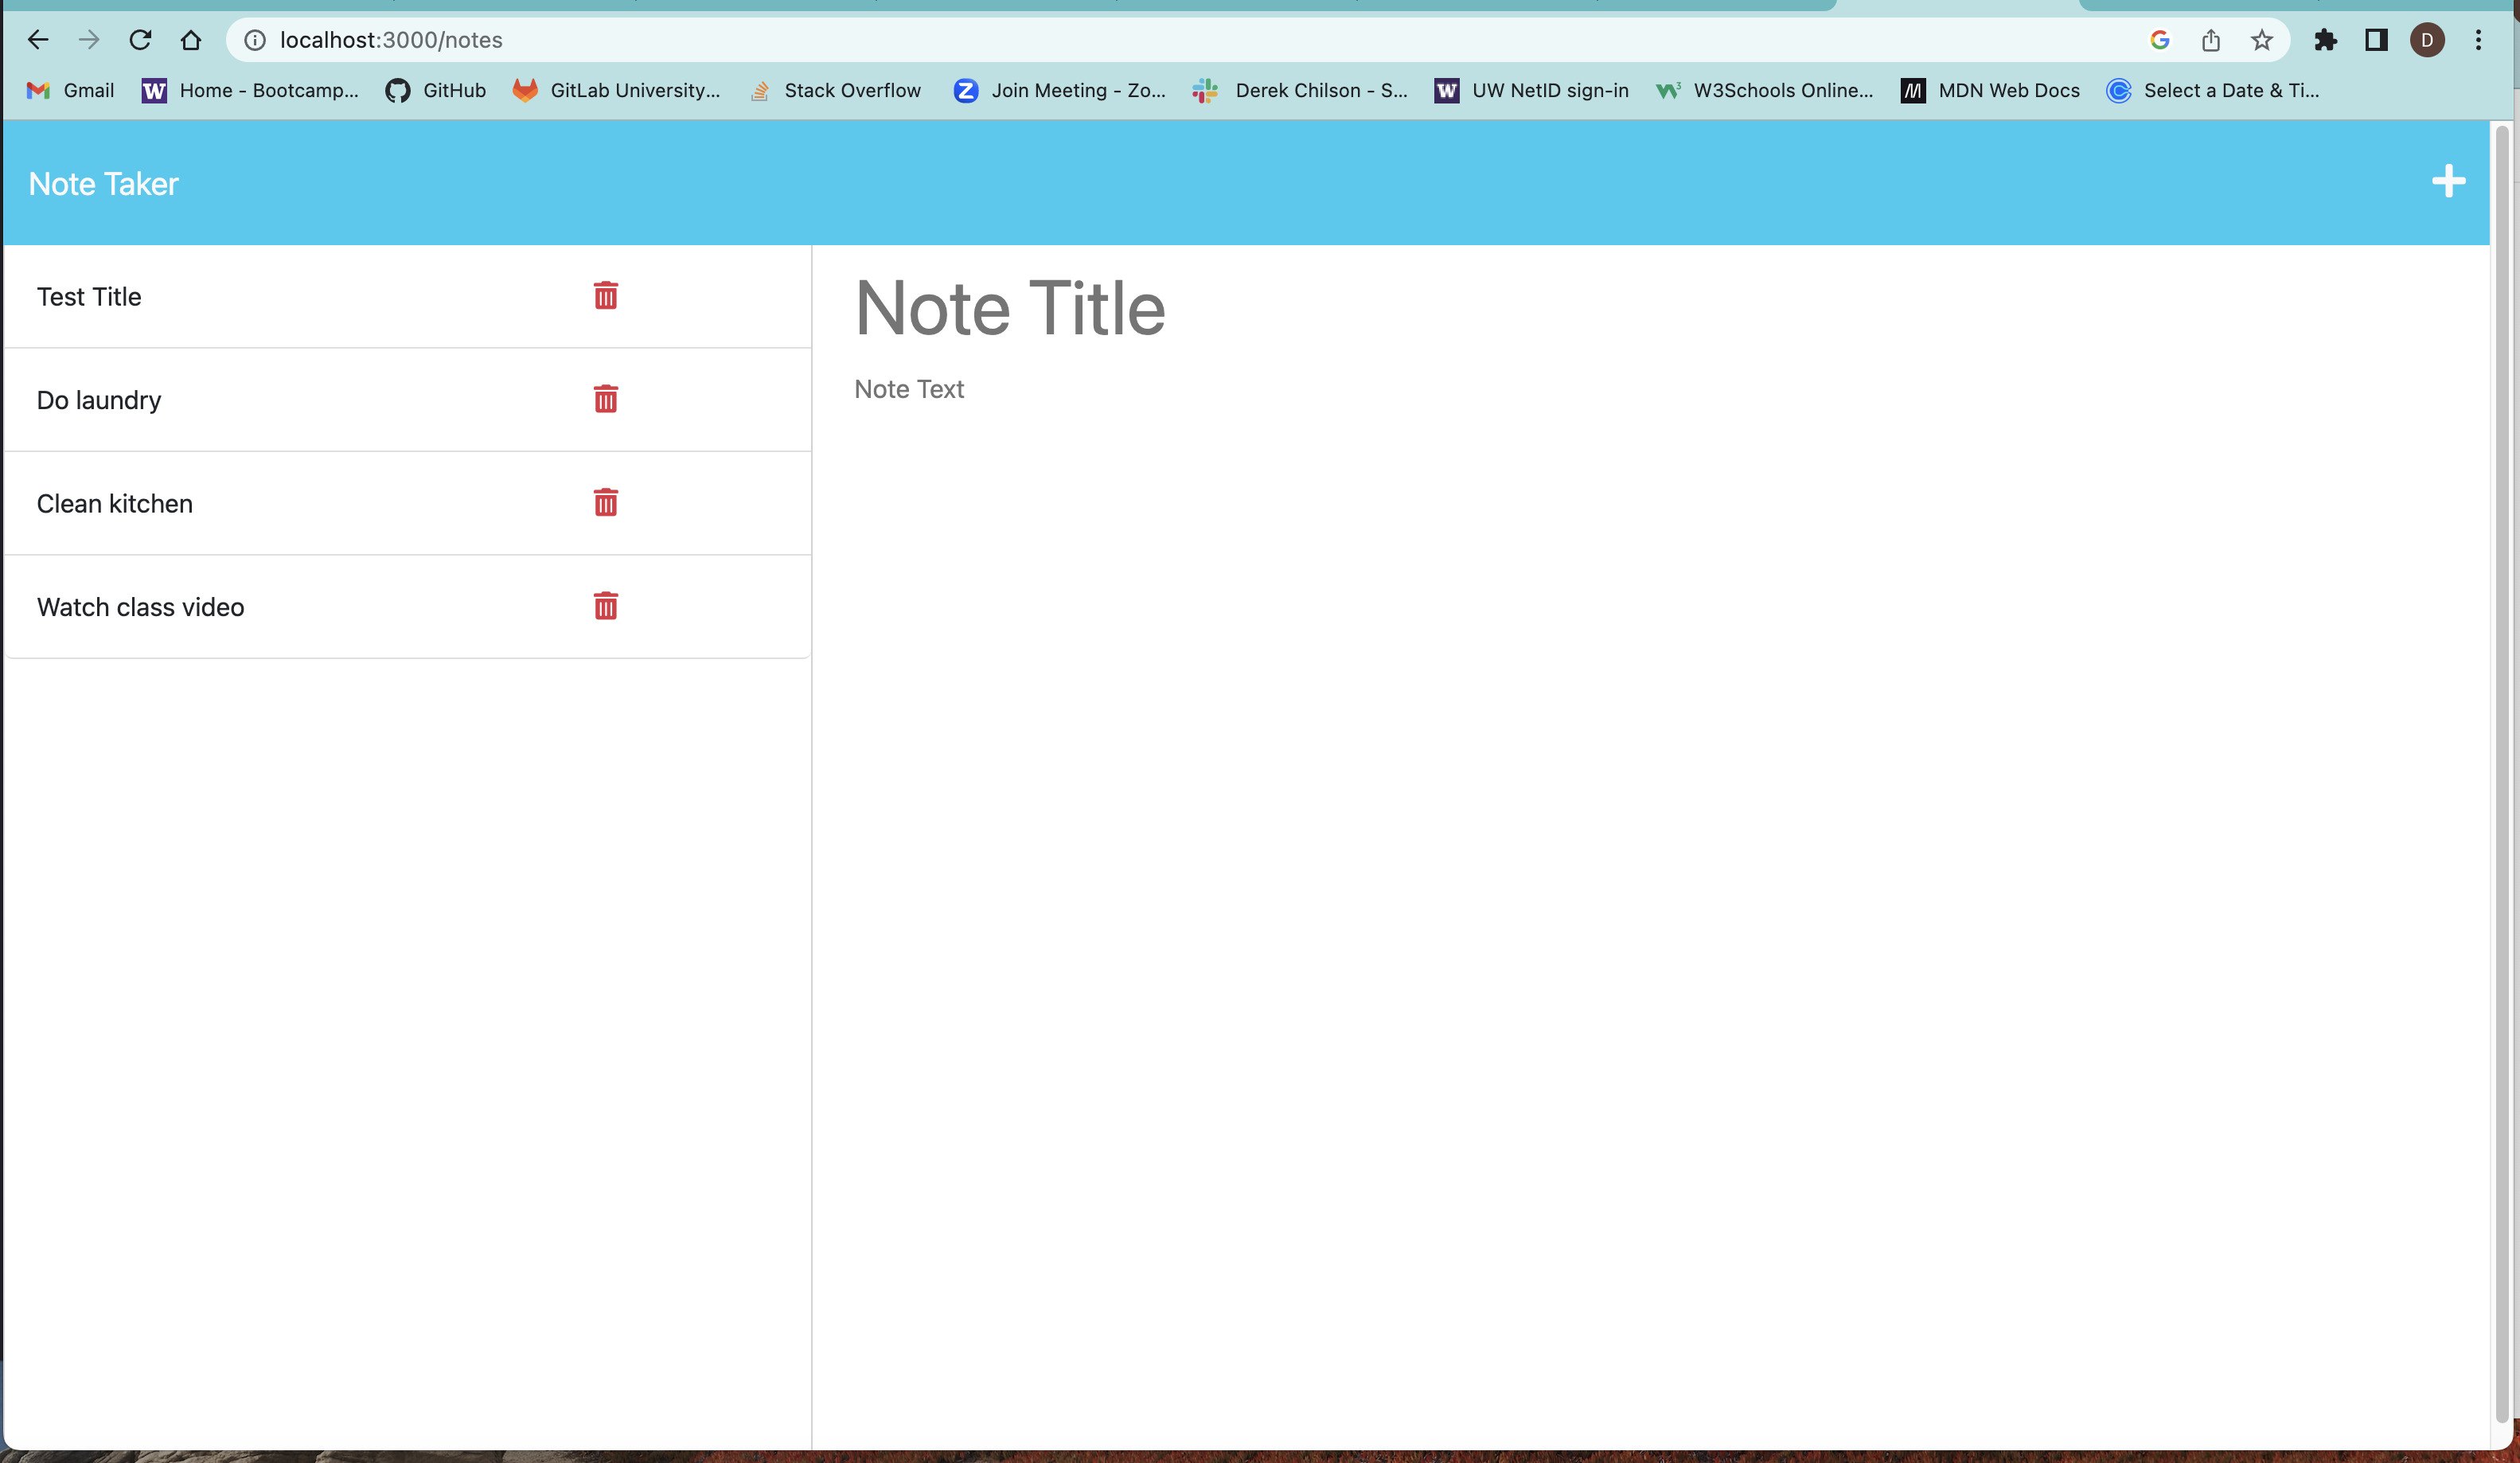 localhost:3000/notes
D
Gmail Home - Bootcamp... GitHub GitLab University... Stack Overflow Join Meeting - Zo... Derek Chilson - S... UW NetID sign-in W3Schools Online... MDN Web Docs Select a Date & Ti...
Note Taker
Test Title
Do laundry
Clean kitchen
Watch class video
Note Title
Note Text